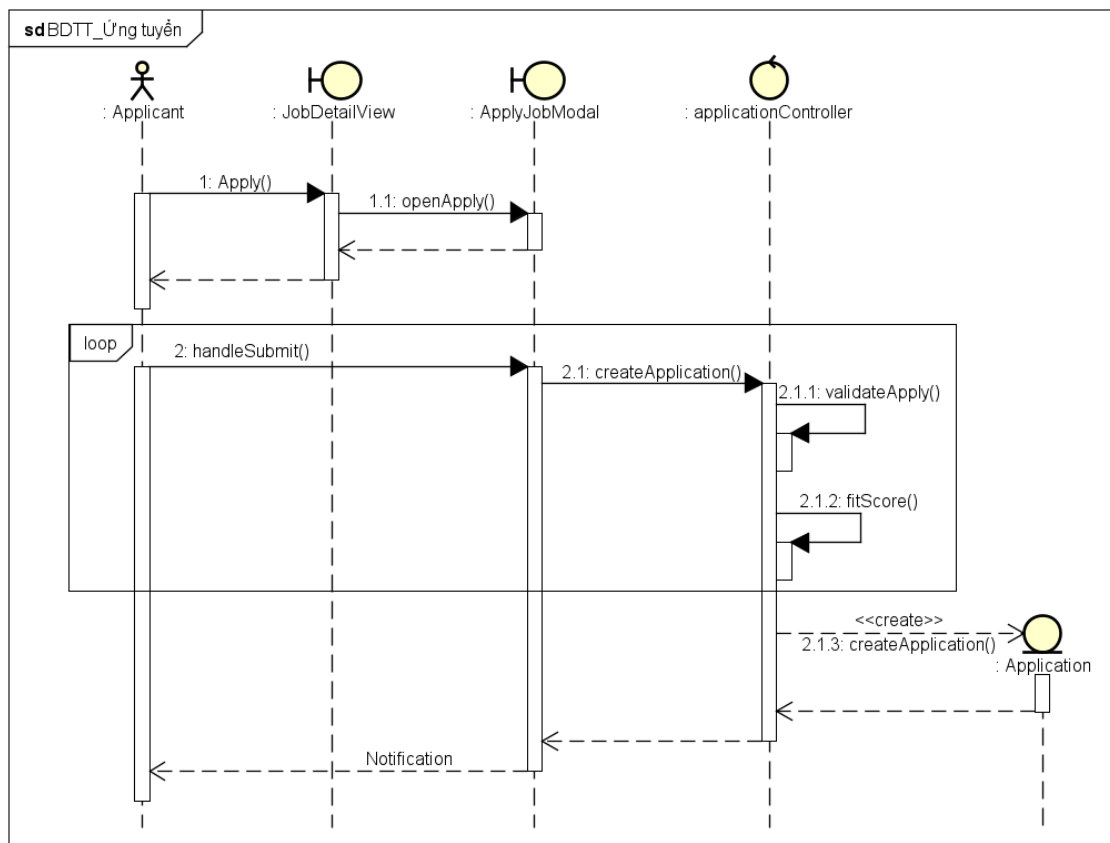 sd BDTT_Ứng tuyển
: Applicant
: JobDetailView
: ApplyJobModal
: applicationController
1: Apply()
1.1: openApply()
loop
2: handleSubmit()
2.1: createApplication()
2.1.1: validateApply()
2.1.2: fitScore()
<<create>>
2.1.3: createApplication()
: Application
Notification